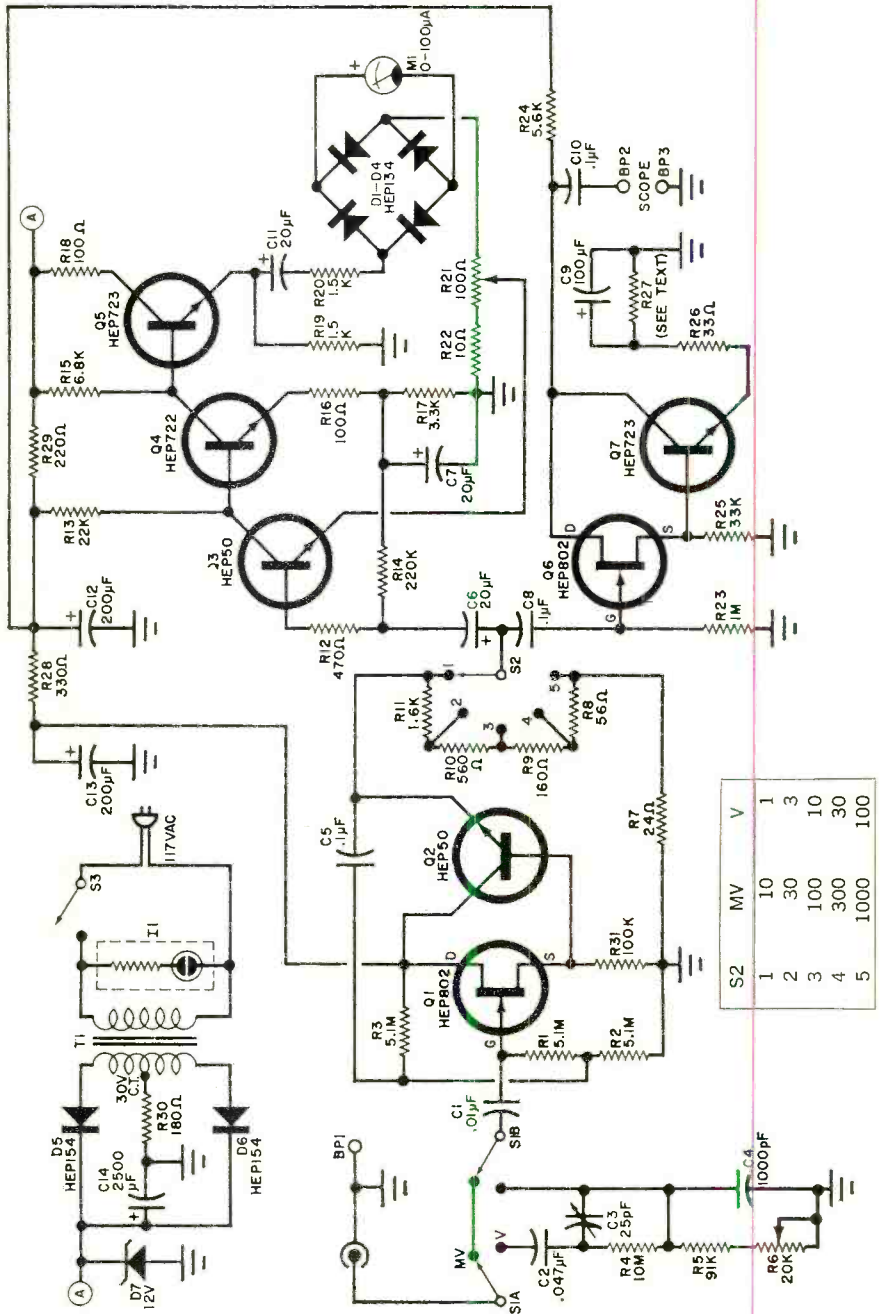 A
D7
12V
D5
HEP154
C14
2500
µF
30V
C.T.
R30
180Ω
D6
HEP154
T1
I1
S3
117VAC
C13
200µF
R28
330Ω
C12
200µF
R13
22K
R29
220Ω
R15
6.8K
R18
100Ω
A
Q3
HEP50
Q4
HEP722
Q5
HEP723
R12
470Ω
R14
220K
C7
20µF
R16
100Ω
R17
3.3K
R19
1.5
K
R20
1.5
K
C11
20µF
R22
10Ω
R21
100Ω
D1-D4
HEP134
M1
0-100µA
BP1
S1A
MV
V
S1B
C1
.01µF
C2
.047µF
C3
25pF
R4
10M
R5
91K
R6
20K
C4
1000pF
R3
5.1M
Q1
HEP802
G
D
S
R1
5.1M
R2
5.1M
R31
100K
C5
.1µF
Q2
HEP50
R7
24Ω
R11
1.6K
R10
560
Ω
R9
160Ω
R8
56Ω
1
2
3
4
5
S2
C6
20µF
C8
.1µF
R23
1M
Q6
HEP802
G
D
S
R25
33K
Q7
HEP723
R26
33Ω
C9
100µF
R27
(SEE TEXT)
C10
.1µF
BP2
SCOPE
BP3
R24
5.6K
S2 MV V
1 10 1
2 30 3
3 100 10
4 300 30
5 1000 100